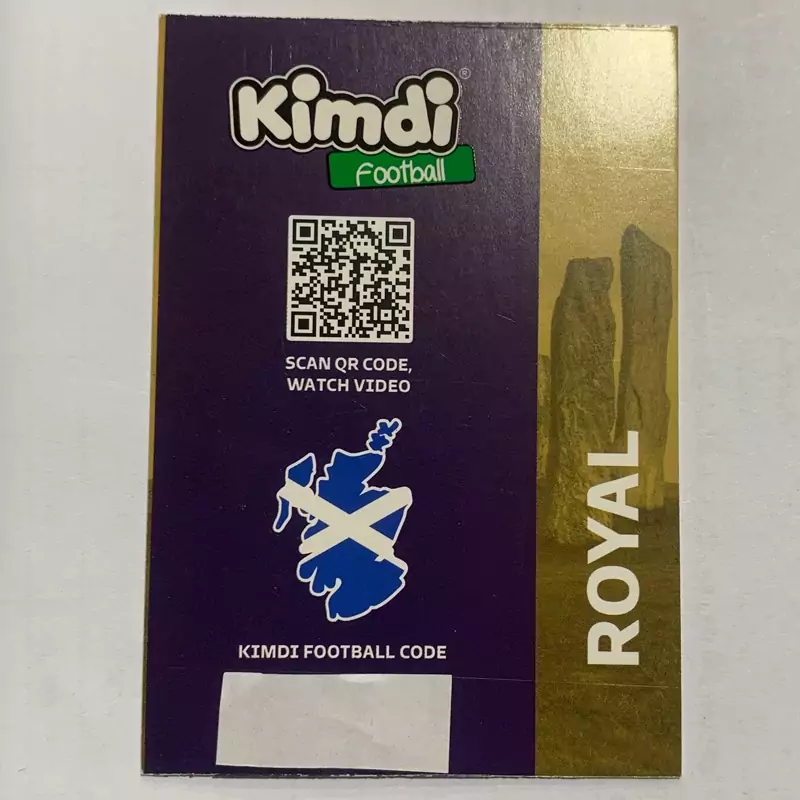 Kimdi®
Football
SCAN QR CODE,
WATCH VIDEO
KIMDI FOOTBALL CODE
ROYAL